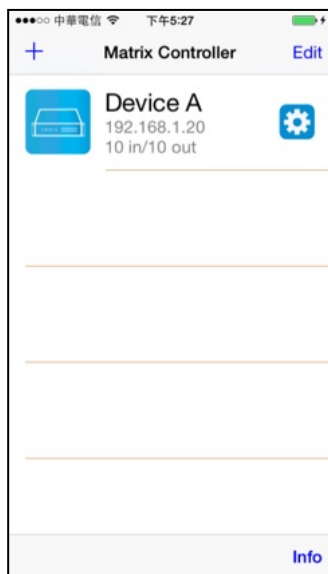 中華電信 下午5:27
+ Matrix Controller Edit
Device A
192.168.1.20
10 in/10 out
Info